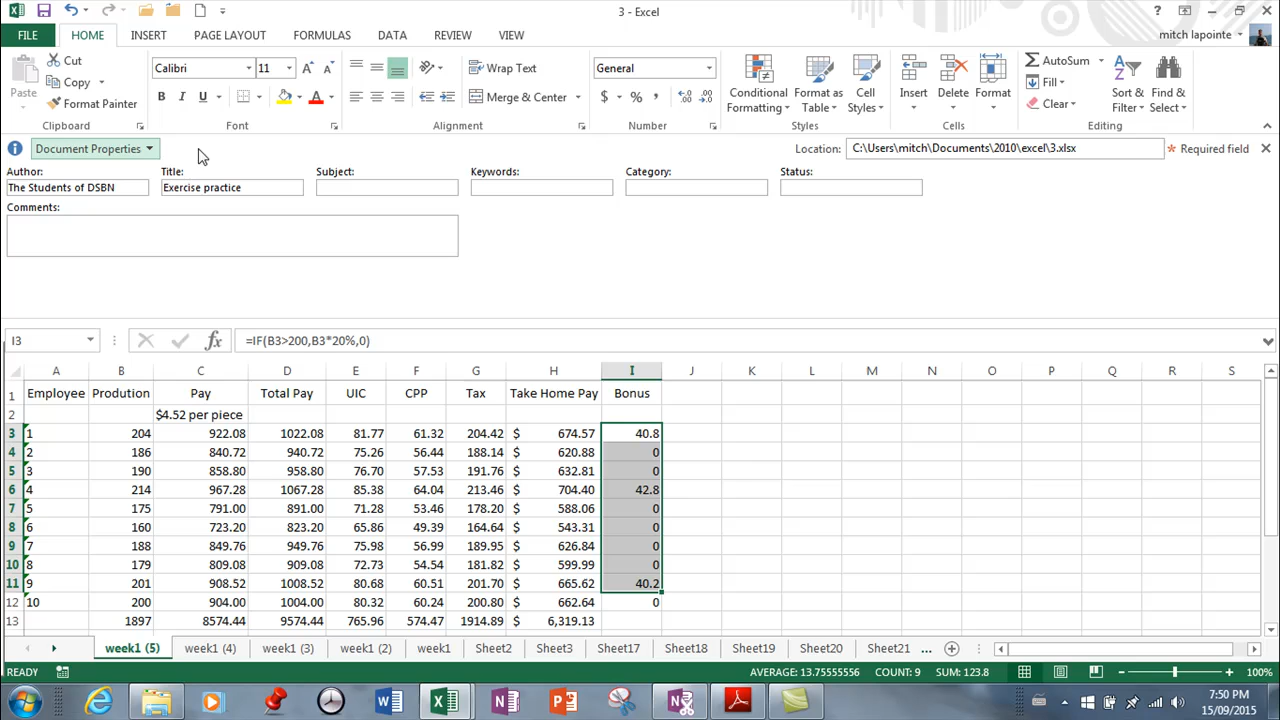 3 - Excel
FILE HOME INSERT PAGE LAYOUT FORMULAS DATA REVIEW VIEW mitch lapointe
Paste Cut Copy Format Painter Clipboard
Calibri 11 B I U Font
Wrap Text Merge & Center Alignment
General $ % , Number
Conditional Formatting Format as Table Cell Styles Styles
Insert Delete Format Cells
AutoSum Fill Clear Sort & Filter Find & Select Editing
Document Properties Location: C:\Users\mitch\Documents\2010\excel\3.xlsx * Required field
Author: Title: Subject: Keywords: Category: Status:
The Students of DSBN Exercise practice
Comments:
I3 fx =IF(B3>200,B3*20%,0)
A B C D E F G H I J K L M N O P Q R S
1 Employee Prodution Pay Total Pay UIC CPP Tax Take Home Pay Bonus
2 $4.52 per piece
3 1 204 922.08 1022.08 81.77 61.32 204.42 $ 674.57 40.8
4 2 186 840.72 940.72 75.26 56.44 188.14 $ 620.88 0
5 3 190 858.80 958.80 76.70 57.53 191.76 $ 632.81 0
6 4 214 967.28 1067.28 85.38 64.04 213.46 $ 704.40 42.8
7 5 175 791.00 891.00 71.28 53.46 178.20 $ 588.06 0
8 6 160 723.20 823.20 65.86 49.39 164.64 $ 543.31 0
9 7 188 849.76 949.76 75.98 56.99 189.95 $ 626.84 0
10 8 179 809.08 909.08 72.73 54.54 181.82 $ 599.99 0
11 9 201 908.52 1008.52 80.68 60.51 201.70 $ 665.62 40.2
12 10 200 904.00 1004.00 80.32 60.24 200.80 $ 662.64 0
13 1897 8574.44 9574.44 765.96 574.47 1914.89 $ 6,319.13
week1 (5) week1 (4) week1 (3) week1 (2) week1 Sheet2 Sheet3 Sheet17 Sheet18 Sheet19 Sheet20 Sheet21 ...
READY AVERAGE: 13.75555556 COUNT: 9 SUM: 123.8 100%
7:50 PM
15/09/2015